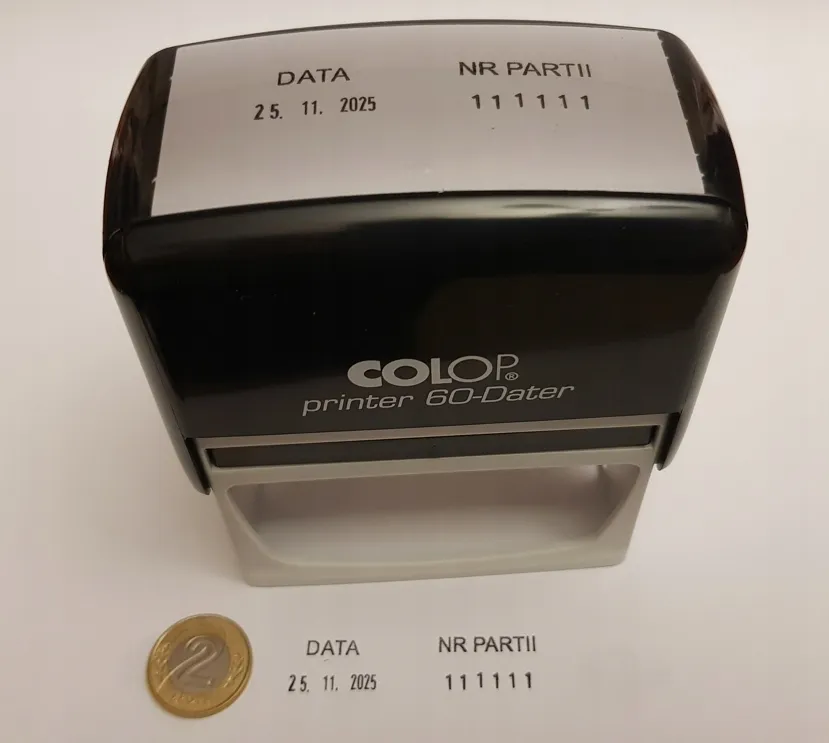 DATA NR PARTII
25. 11. 2025 111111
COLOP®
printer 60-Dater
2
DATA NR PARTII
25. 11. 2025 111111